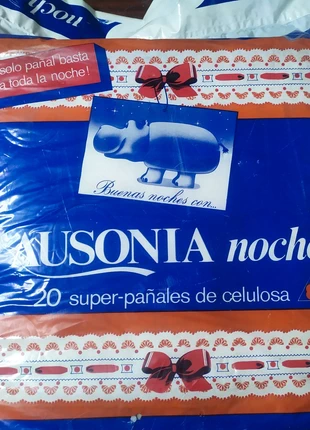 noch
solo pañal basta
a toda la noche!
Buenas noches con...
AUSONIA noche
20 super-pañales de celulosa